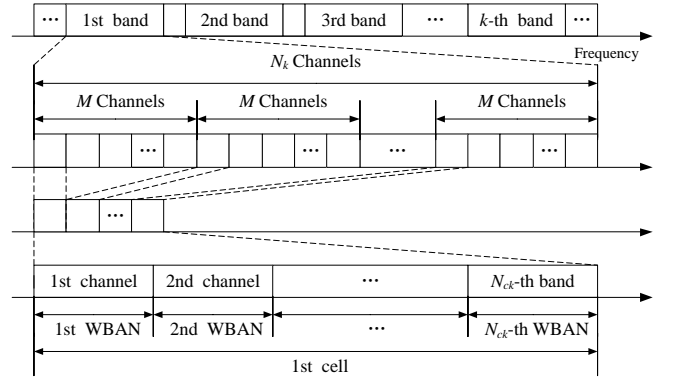 ··· 1st band 2nd band 3rd band ··· k-th band ···
Frequency
N_k Channels
M Channels M Channels M Channels
··· ··· ··· ···
···
1st channel 2nd channel ··· N_ck-th band
1st WBAN 2nd WBAN ··· N_ck-th WBAN
1st cell